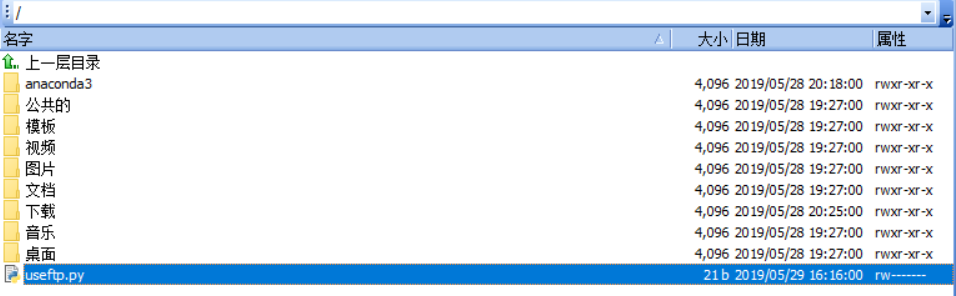 /
名字 大小 日期 属性
上一层目录
anaconda3 4,096 2019/05/28 20:18:00 rwxr-xr-x
公共的 4,096 2019/05/28 19:27:00 rwxr-xr-x
模板 4,096 2019/05/28 19:27:00 rwxr-xr-x
视频 4,096 2019/05/28 19:27:00 rwxr-xr-x
图片 4,096 2019/05/28 19:27:00 rwxr-xr-x
文档 4,096 2019/05/28 19:27:00 rwxr-xr-x
下载 4,096 2019/05/28 20:25:00 rwxr-xr-x
音乐 4,096 2019/05/28 19:27:00 rwxr-xr-x
桌面 4,096 2019/05/28 19:27:00 rwxr-xr-x
useftp.py 21 b 2019/05/29 16:16:00 rw-------